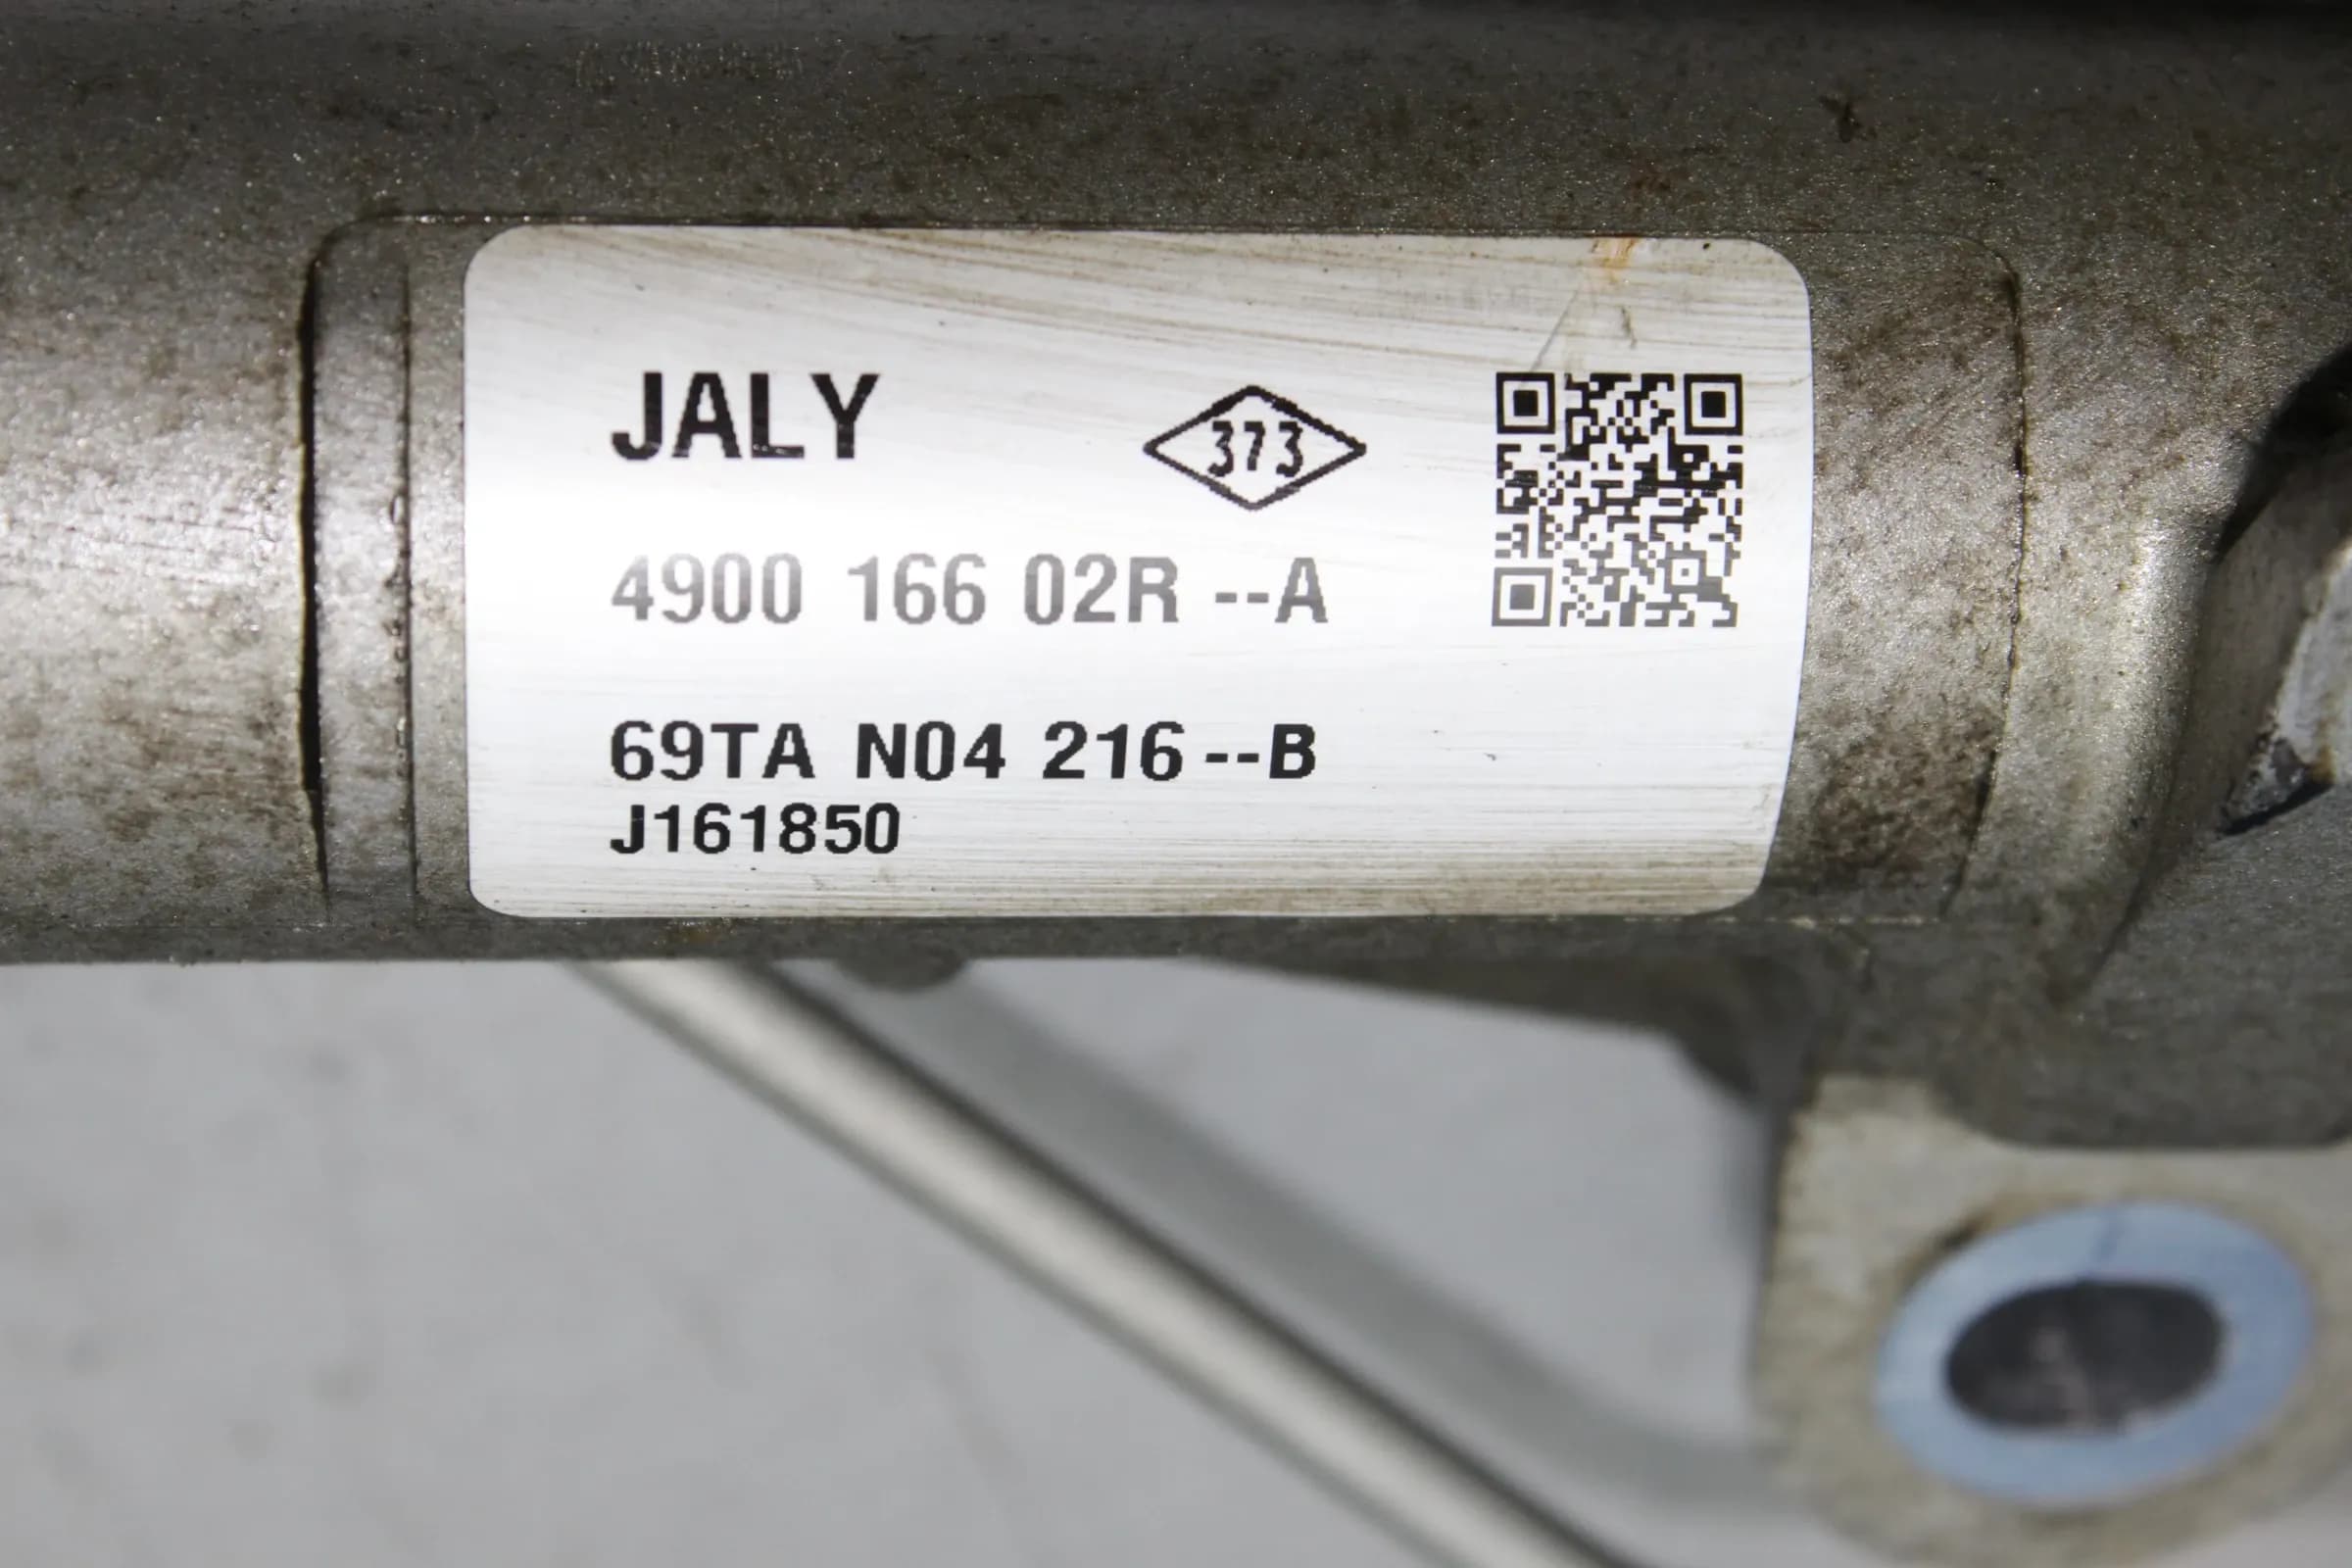 JALY
373
4900 166 02R --A
69TA N04 216 --B
J161850